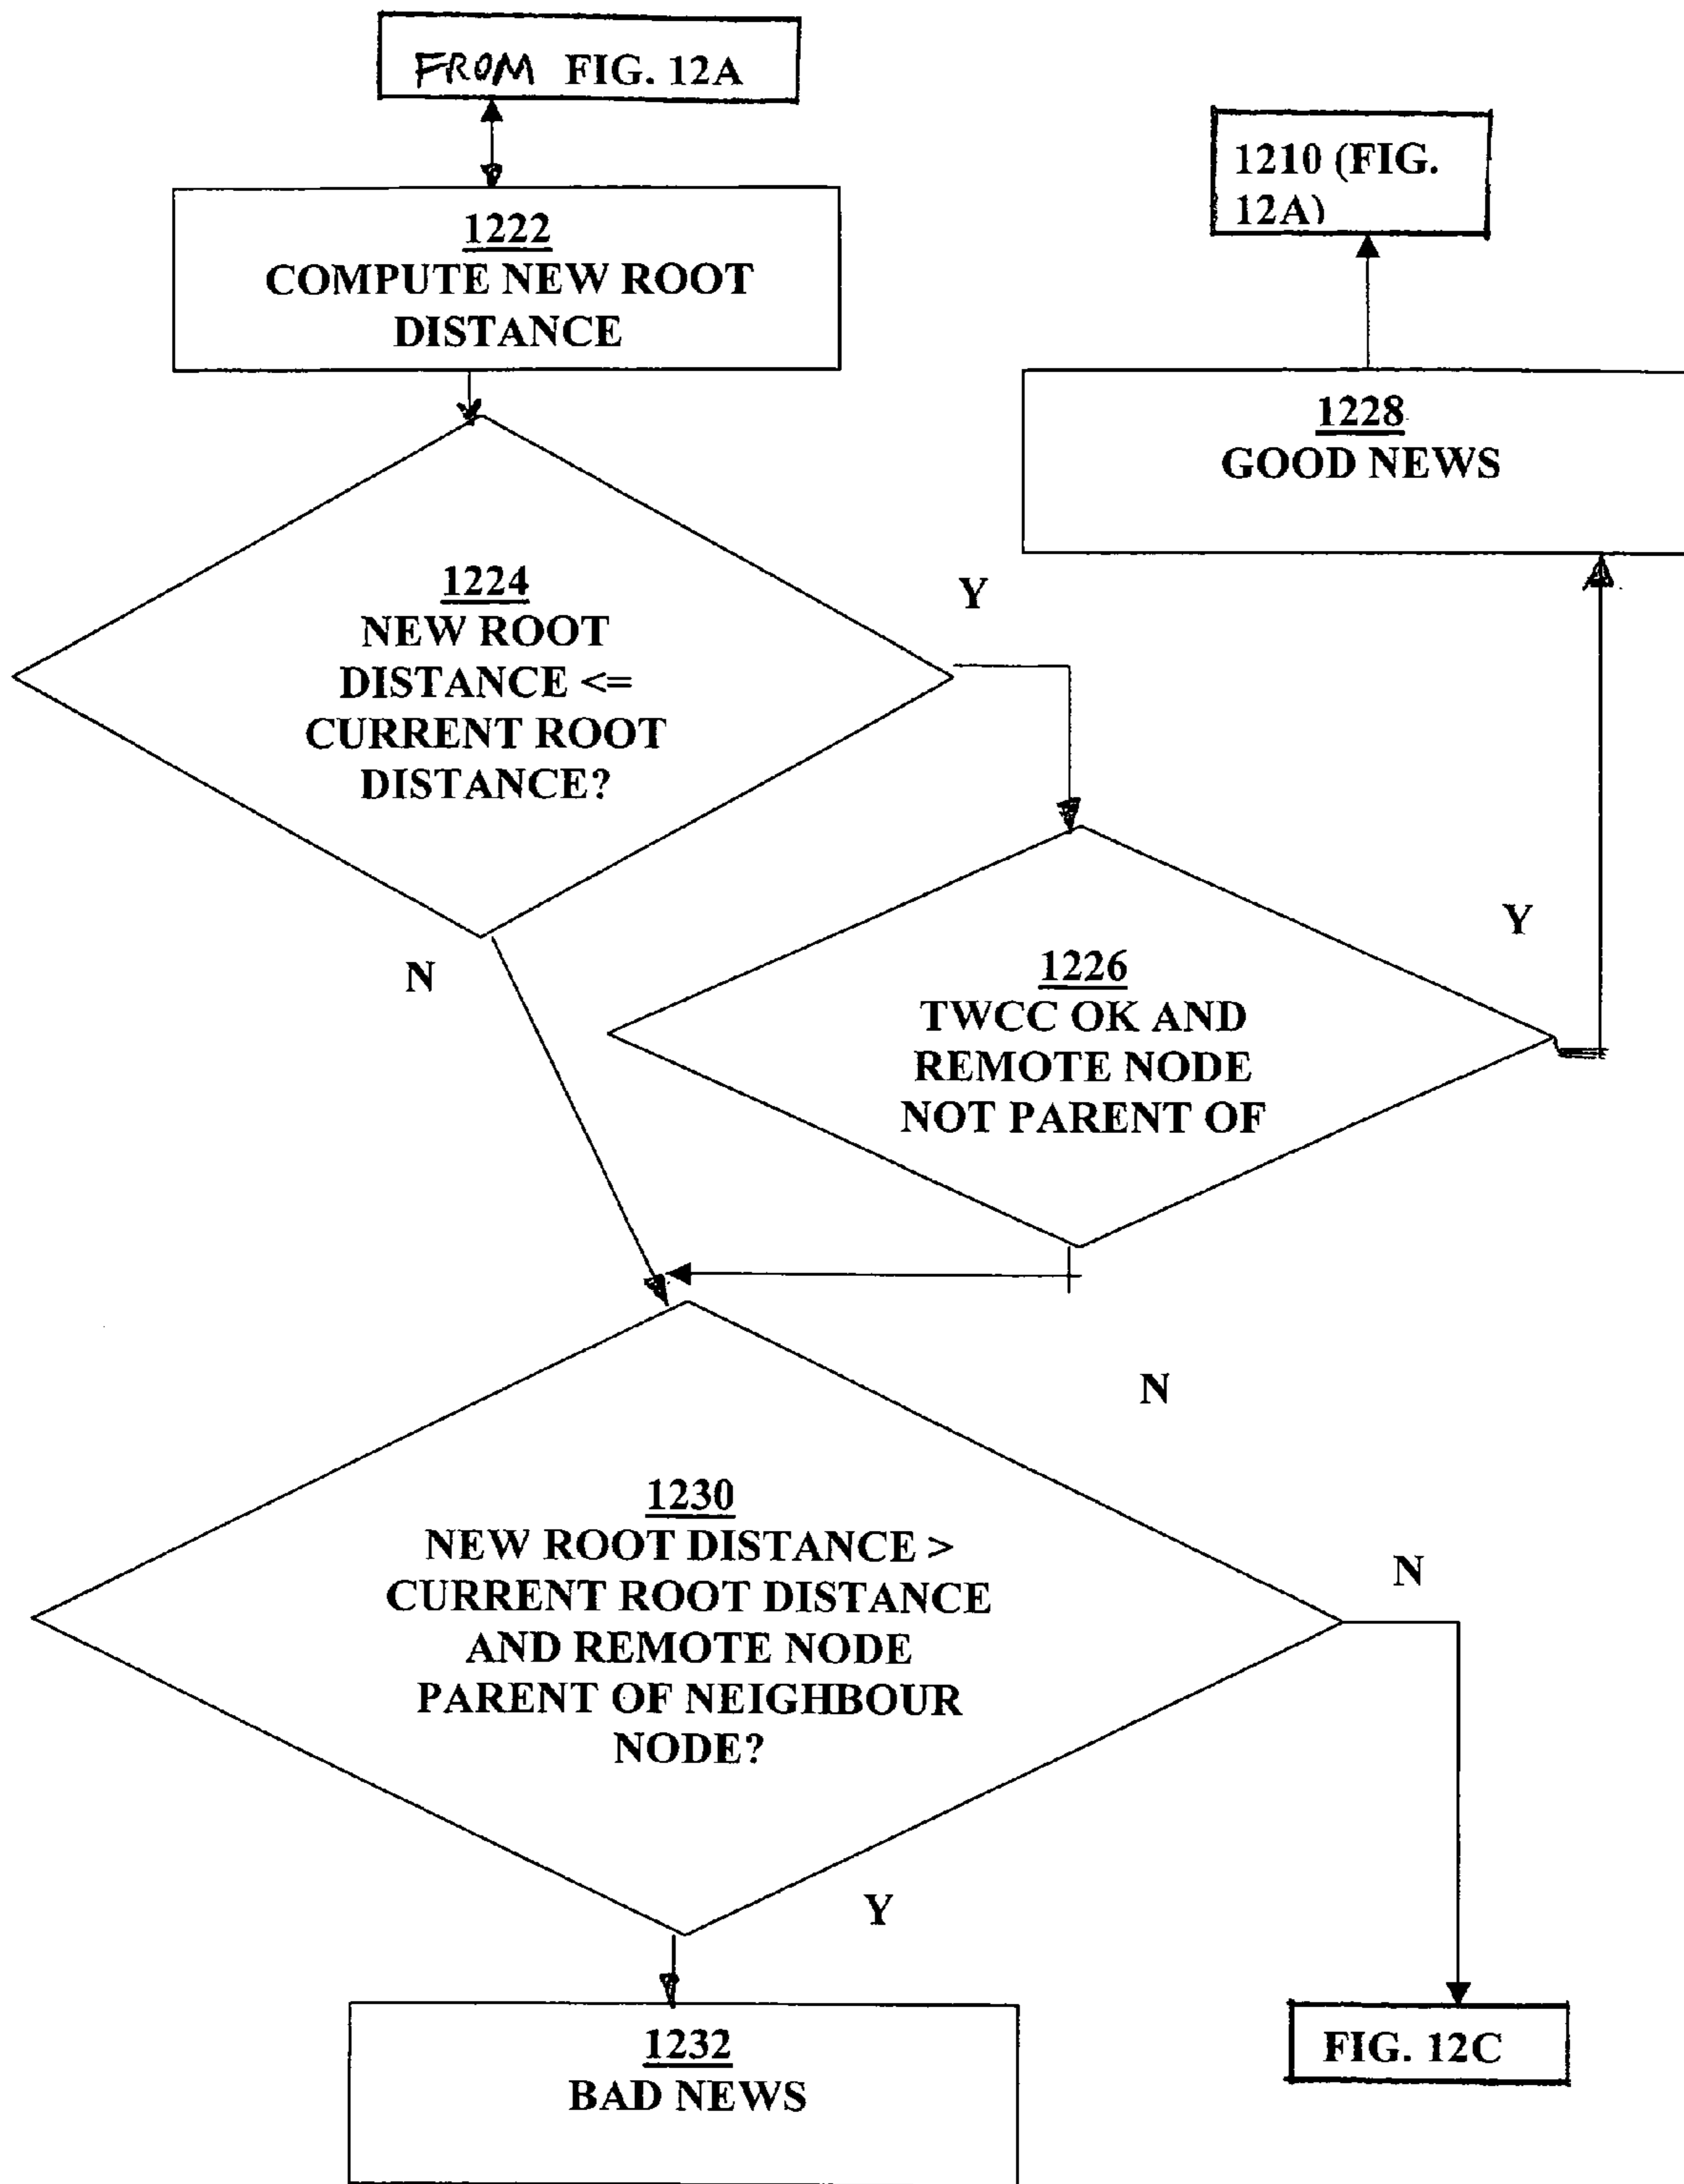 FROM FIG. 12A
1210 (FIG.
12A)
1222
COMPUTE NEW ROOT
DISTANCE
1228
GOOD NEWS
1224
NEW ROOT
DISTANCE <=
CURRENT ROOT
DISTANCE?
Y
N
1226
TWCC OK AND
REMOTE NODE
NOT PARENT OF
Y
N
1230
NEW ROOT DISTANCE >
CURRENT ROOT DISTANCE
AND REMOTE NODE
PARENT OF NEIGHBOUR
NODE?
N
Y
1232
BAD NEWS
FIG. 12C